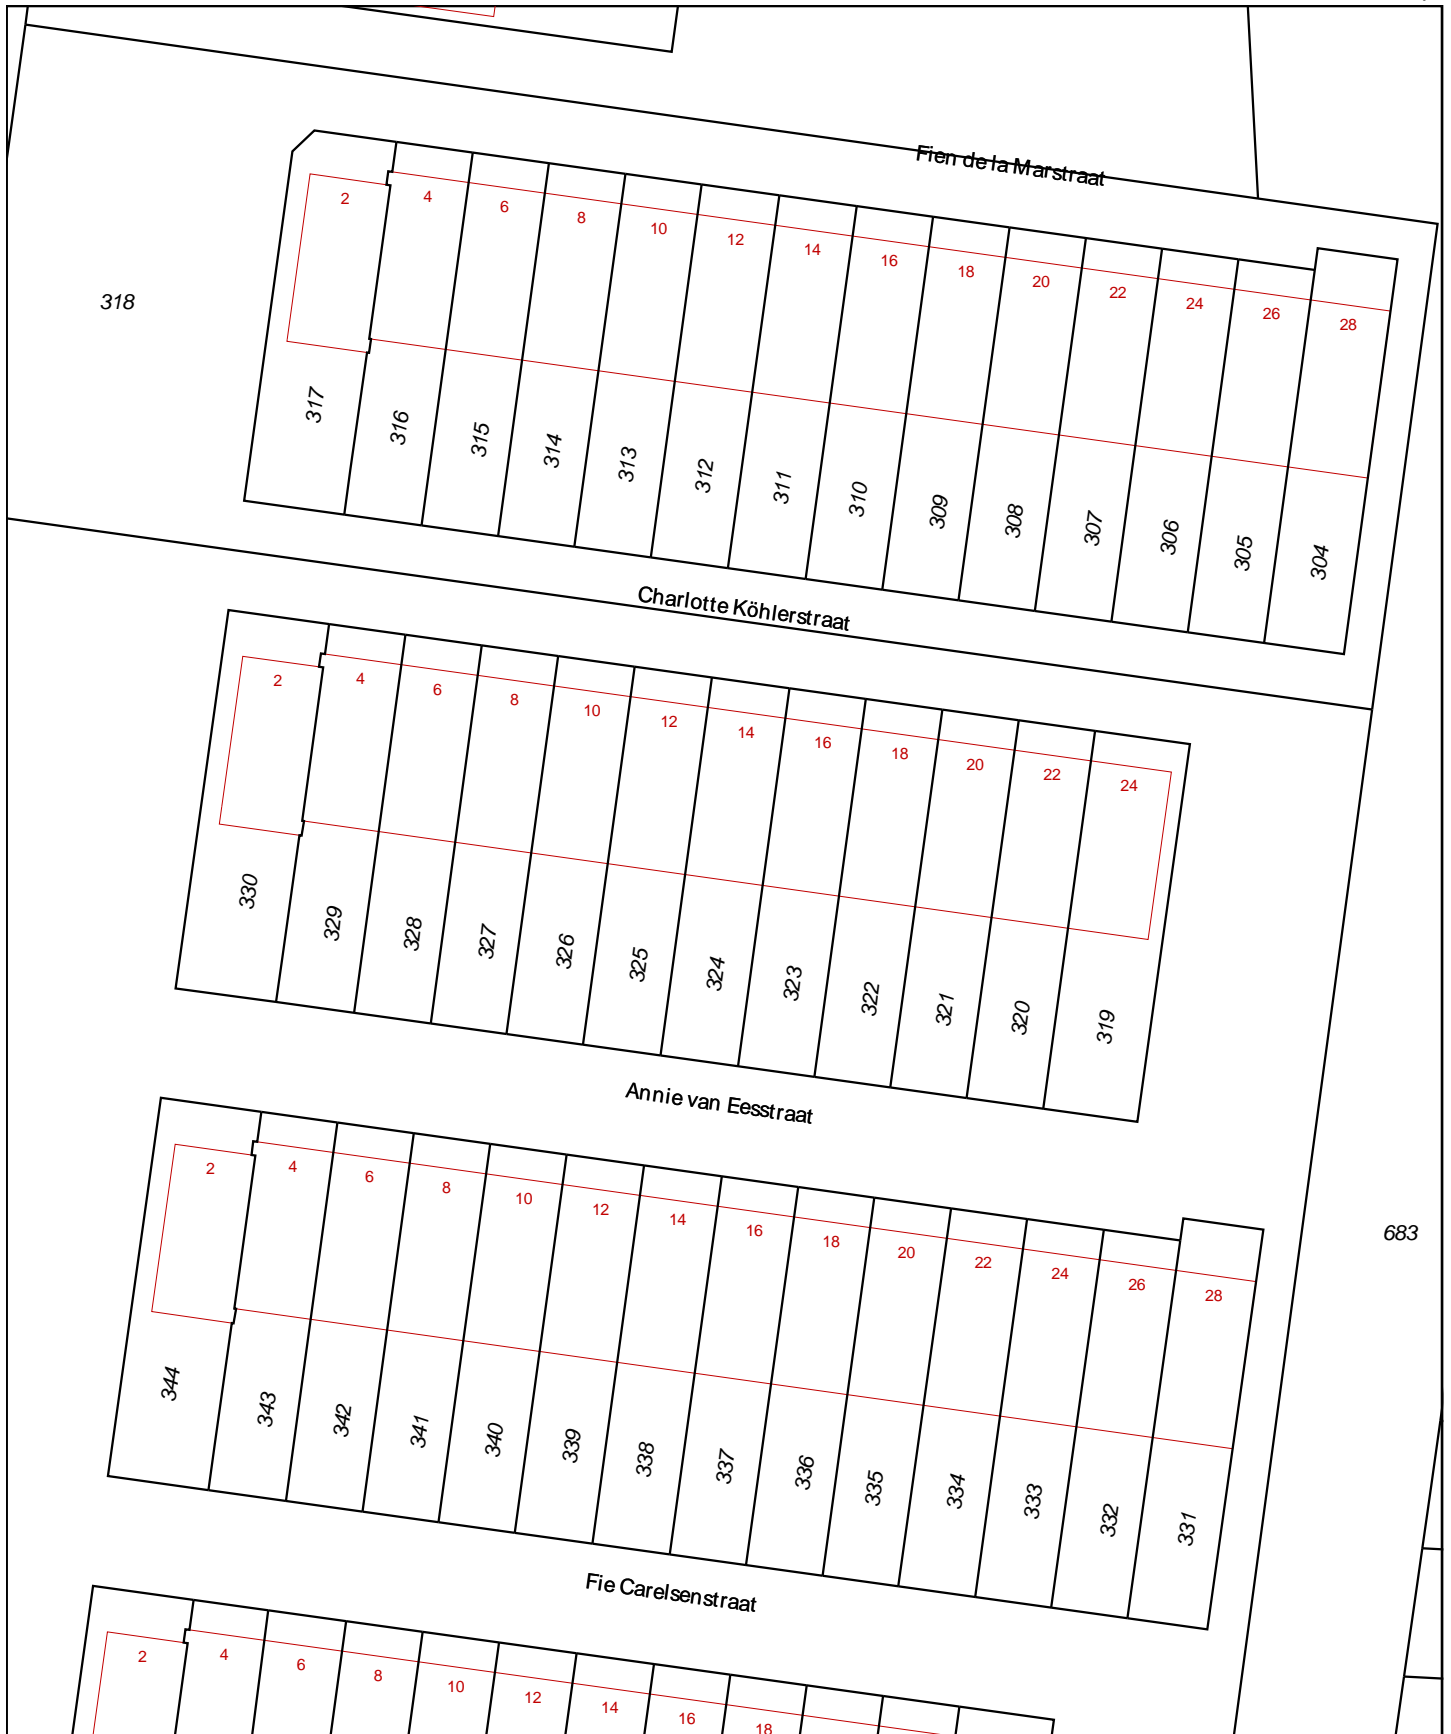 Fien de la Marstraat
2 4 6 8 10 12 14 16 18 20 22 24 26 28
318
317 316 315 314 313 312 311 310 309 308 307 306 305 304
Charlotte Köhlerstraat
2 4 6 8 10 12 14 16 18 20 22 24
330 329 328 327 326 325 324 323 322 321 320 319
Annie van Eesstraat
2 4 6 8 10 12 14 16 18 20 22 24 26 28
683
344 343 342 341 340 339 338 337 336 335 334 333 332 331
Fie Carelsenstraat
2 4 6 8 10 12 14 16 18